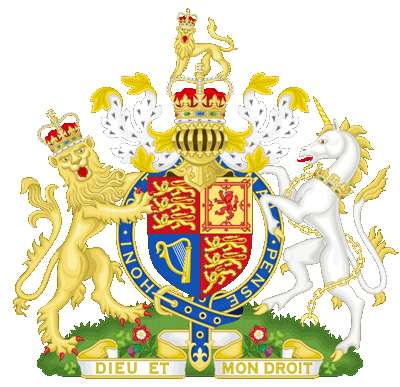 HONI
PENSE
DIEU ET MON DROIT